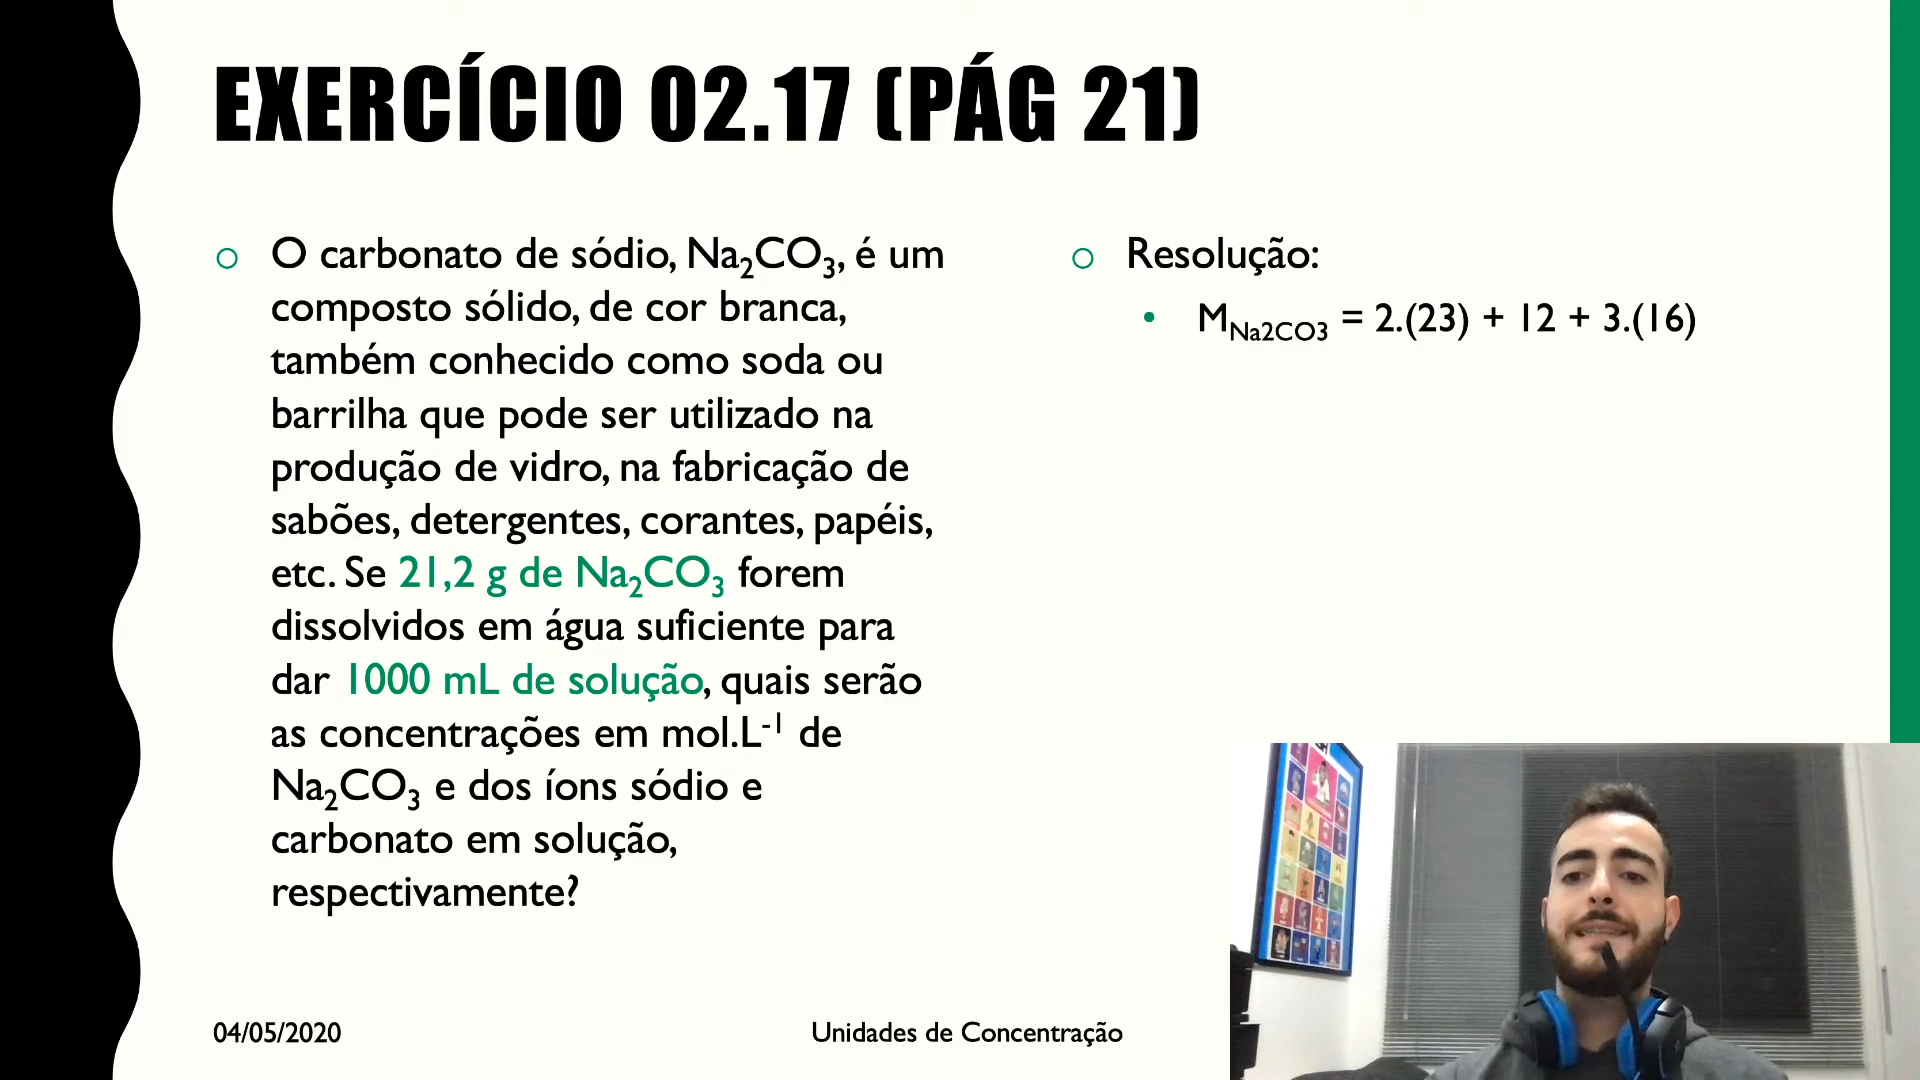 EXERCÍCIO 02.17 (PÁG 21)
O carbonato de sódio, Na₂CO₃, é um
composto sólido, de cor branca,
também conhecido como soda ou
barrilha que pode ser utilizado na
produção de vidro, na fabricação de
sabões, detergentes, corantes, papéis,
etc. Se 21,2 g de Na₂CO₃ forem
dissolvidos em água suficiente para
dar 1000 mL de solução, quais serão
as concentrações em mol.L⁻¹ de
Na₂CO₃ e dos íons sódio e
carbonato em solução,
respectivamente?
Resolução:
M_Na2CO3 = 2.(23) + 12 + 3.(16)
04/05/2020
Unidades de Concentração